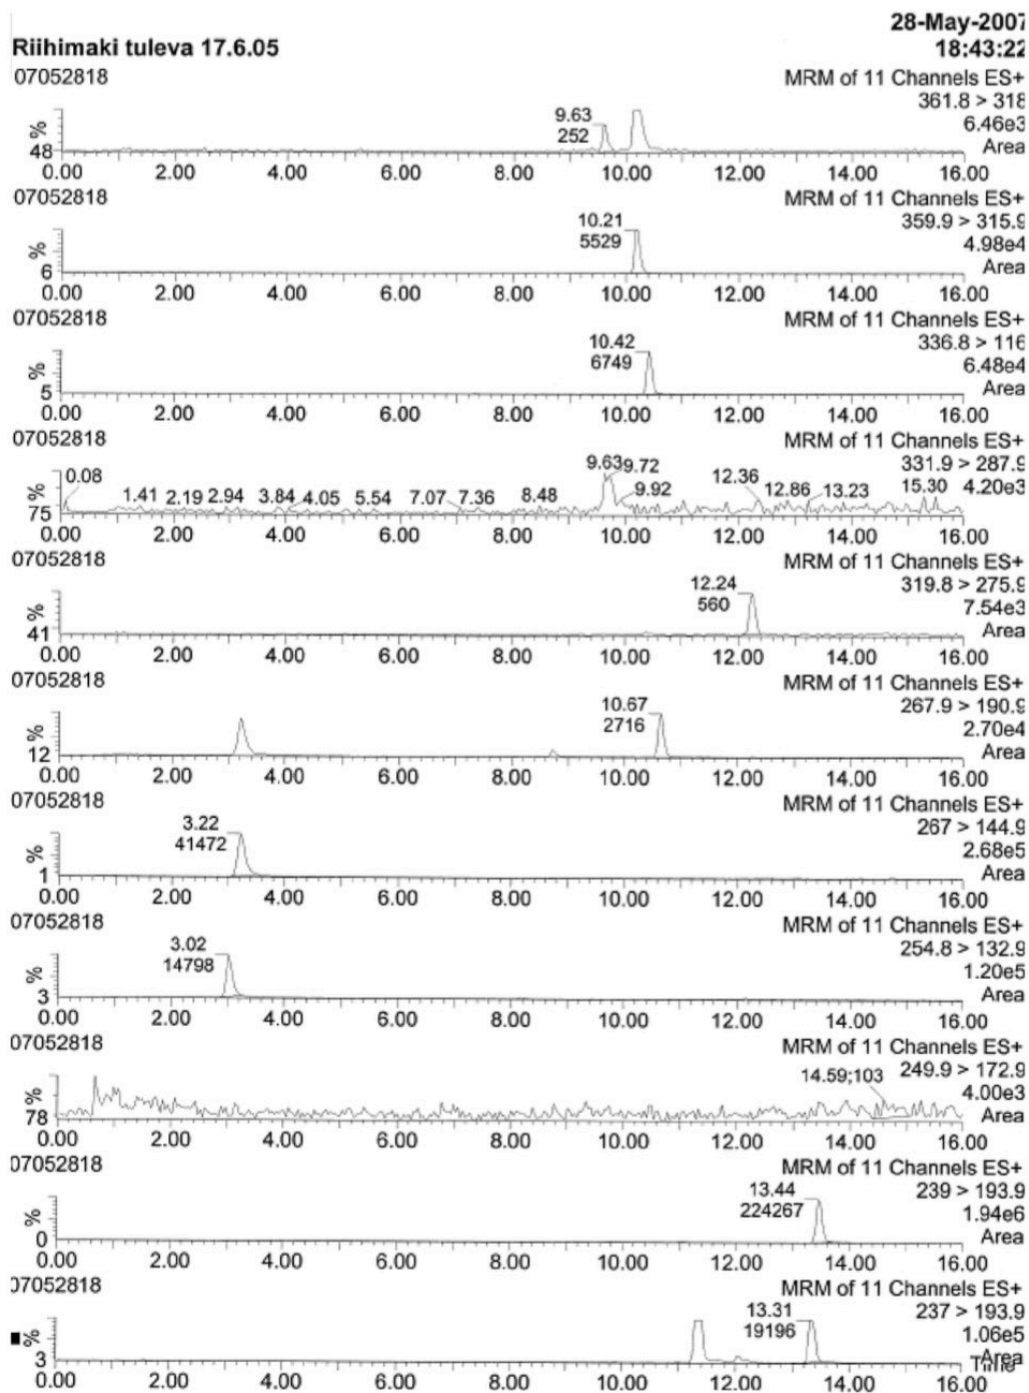 28-May-2007
Riihimaki tuleva 17.6.05 18:43:22
07052818 MRM of 11 Channels ES+
361.8 > 318
9.63 6.46e3
252 Area
%
48
0.00 2.00 4.00 6.00 8.00 10.00 12.00 14.00 16.00
07052818 MRM of 11 Channels ES+
10.21 359.9 > 315.9
5529 4.98e4
% Area
6
0.00 2.00 4.00 6.00 8.00 10.00 12.00 14.00 16.00
07052818 MRM of 11 Channels ES+
10.42 336.8 > 116
6749 6.48e4
% Area
5
0.00 2.00 4.00 6.00 8.00 10.00 12.00 14.00 16.00
07052818 MRM of 11 Channels ES+
9.63 9.72 331.9 > 287.9
0.08 12.36 15.30 4.20e3
1.41 2.19 2.94 3.84 4.05 5.54 7.07 7.36 8.48 9.92 12.86 13.23
%
75
0.00 2.00 4.00 6.00 8.00 10.00 12.00 14.00 16.00
07052818 MRM of 11 Channels ES+
12.24 319.8 > 275.9
560 7.54e3
% Area
41
0.00 2.00 4.00 6.00 8.00 10.00 12.00 14.00 16.00
07052818 MRM of 11 Channels ES+
10.67 267.9 > 190.9
2716 2.70e4
% Area
12
0.00 2.00 4.00 6.00 8.00 10.00 12.00 14.00 16.00
07052818 MRM of 11 Channels ES+
3.22 267 > 144.9
41472 2.68e5
% Area
1
0.00 2.00 4.00 6.00 8.00 10.00 12.00 14.00 16.00
07052818 MRM of 11 Channels ES+
3.02 254.8 > 132.9
14798 1.20e5
% Area
3
0.00 2.00 4.00 6.00 8.00 10.00 12.00 14.00 16.00
07052818 MRM of 11 Channels ES+
14.59;103 249.9 > 172.9
4.00e3
% Area
78
0.00 2.00 4.00 6.00 8.00 10.00 12.00 14.00 16.00
07052818 MRM of 11 Channels ES+
13.44 239 > 193.9
224267 1.94e6
% Area
0
0.00 2.00 4.00 6.00 8.00 10.00 12.00 14.00 16.00
07052818 MRM of 11 Channels ES+
13.31 237 > 193.9
19196 1.06e5
% Area
3 Time
0.00 2.00 4.00 6.00 8.00 10.00 12.00 14.00 16.00